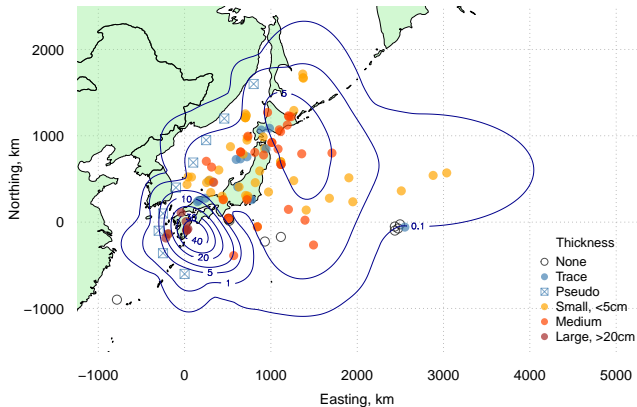 2000
1000
0
−1000
Northing, km
−1000
0
1000
2000
3000
4000
5000
Easting, km
5
10
40
20
5
1
0.1
Thickness
None
Trace
Pseudo
Small, <5cm
Medium
Large, >20cm